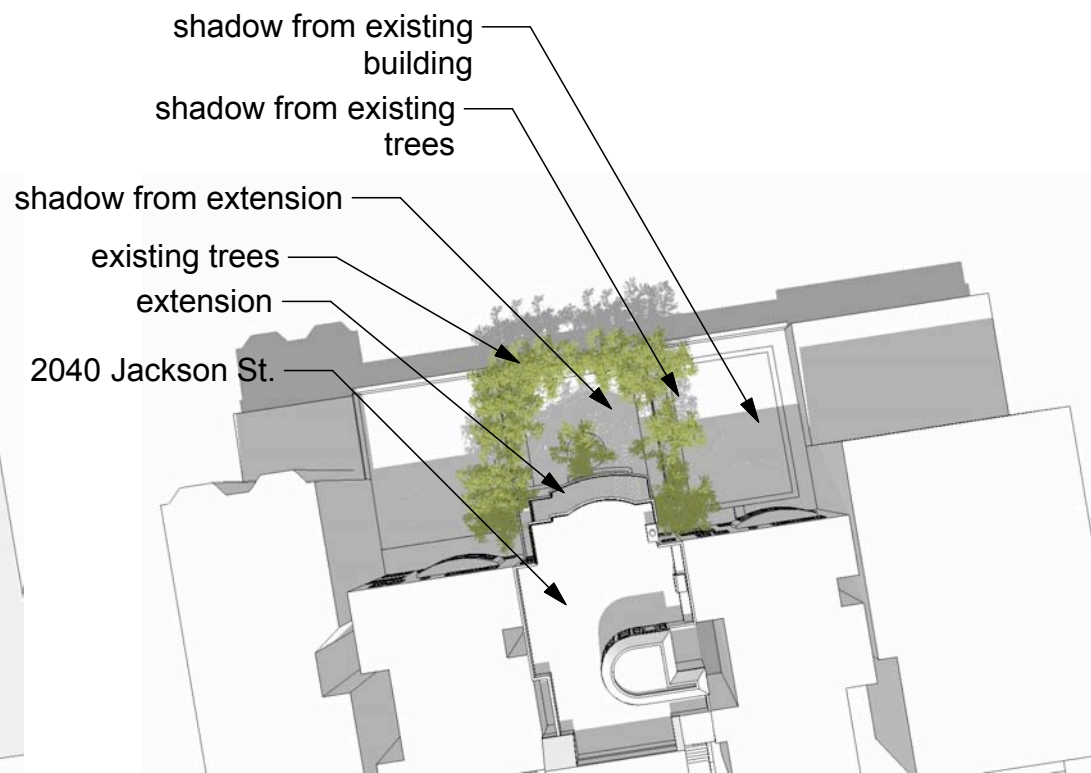 shadow from existing
building
shadow from existing
trees
shadow from extension
existing trees
extension
2040 Jackson St.